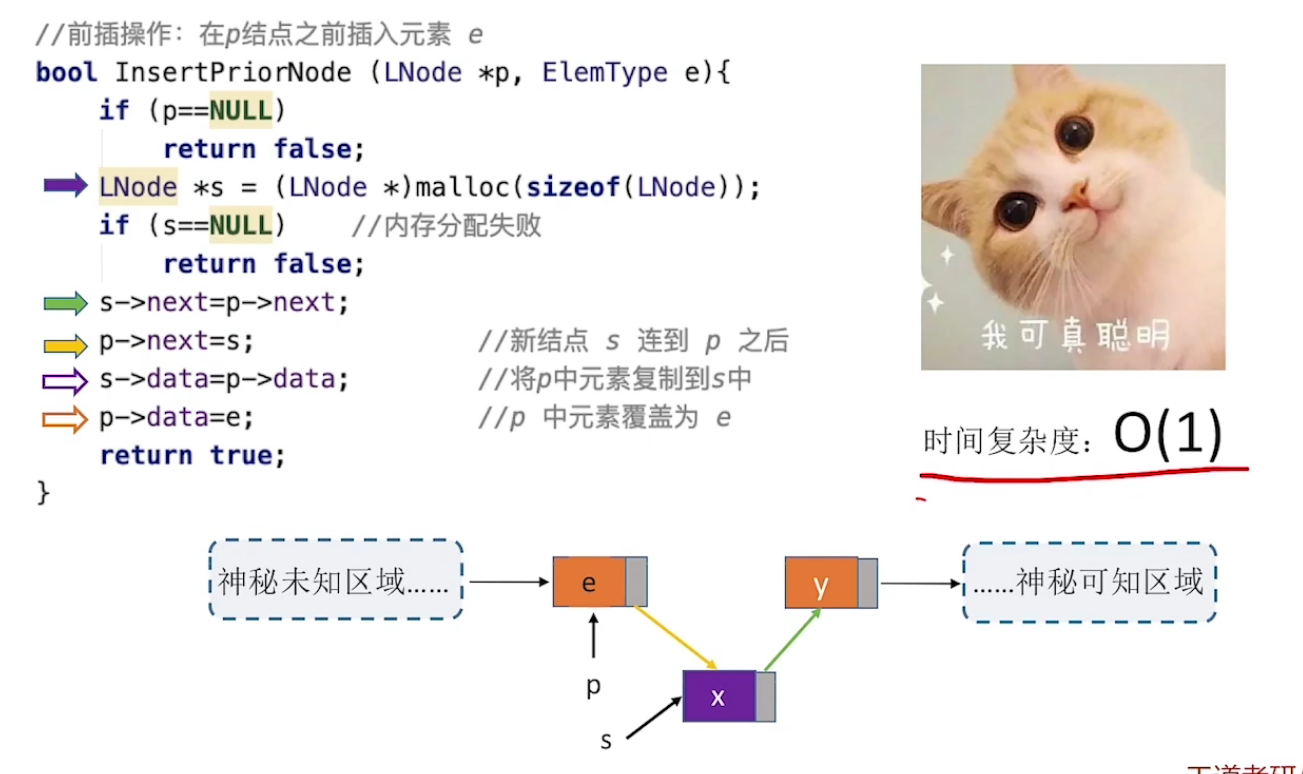 //前插操作：在p结点之前插入元素 e
bool InsertPriorNode (LNode *p, ElemType e){
if (p==NULL)
return false;
LNode *s = (LNode *)malloc(sizeof(LNode));
if (s==NULL) //内存分配失败
return false;
s->next=p->next;
p->next=s; //新结点 s 连到 p 之后
s->data=p->data; //将p中元素复制到s中
p->data=e; //p 中元素覆盖为 e
return true;
}
我可真聪明
时间复杂度：O(1)
神秘未知区域……
e
y
……神秘可知区域
p
x
s